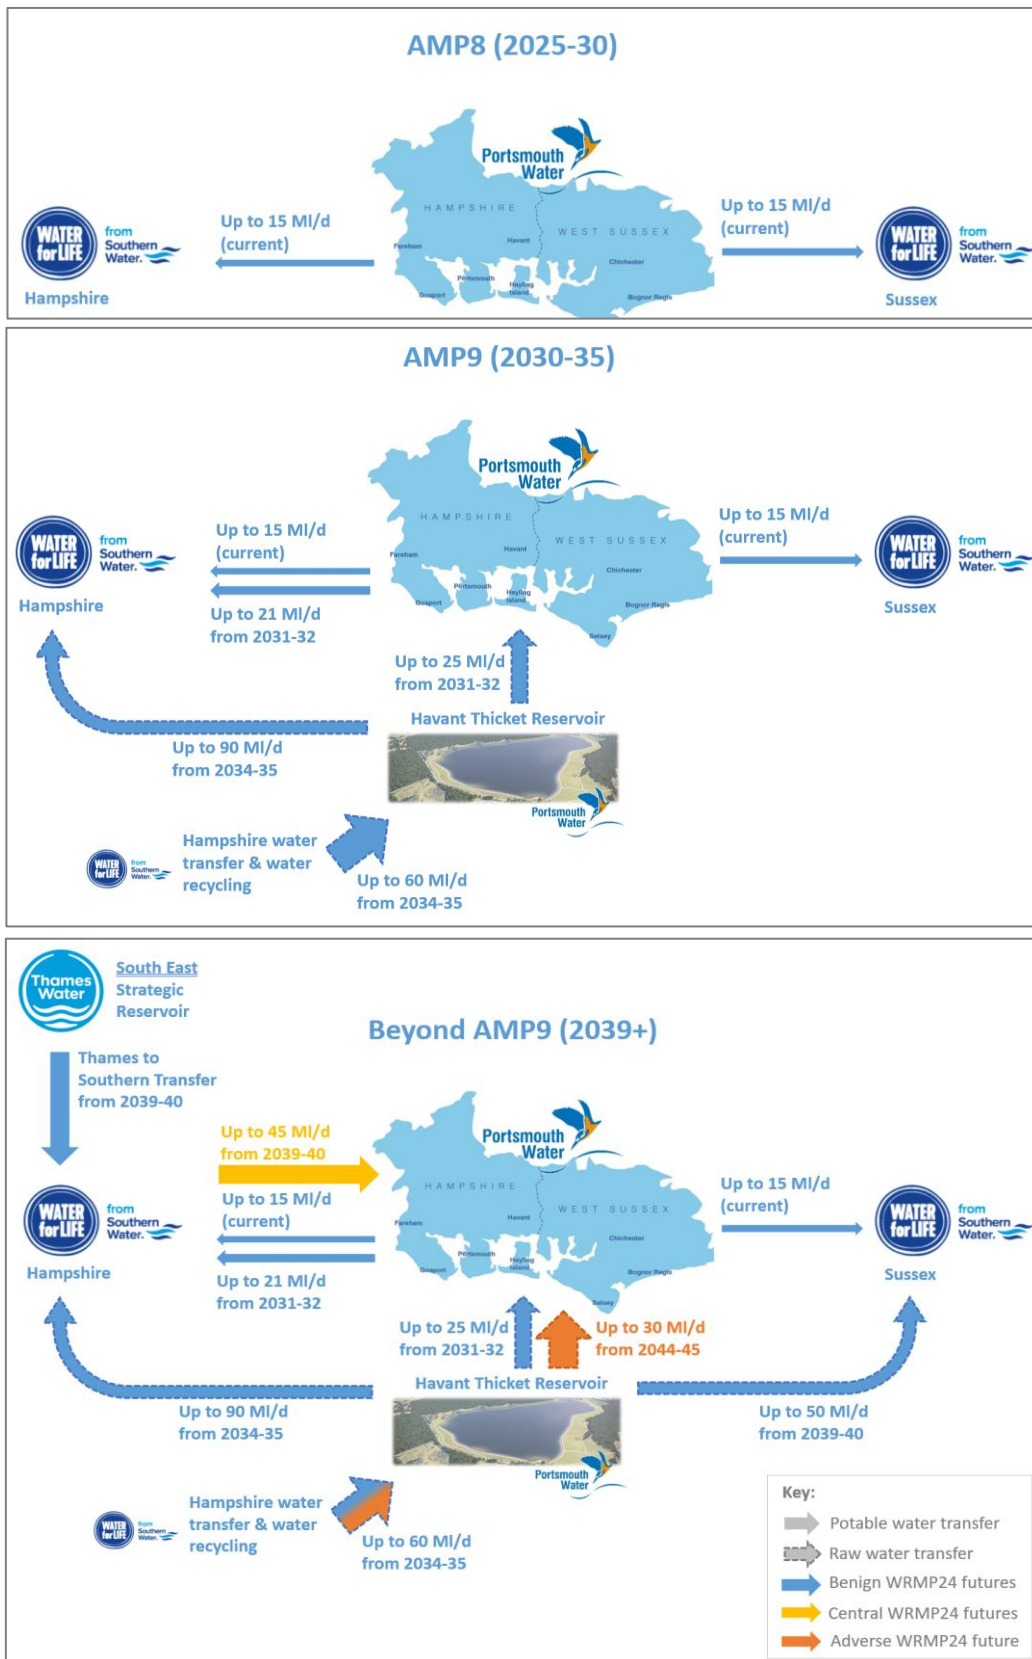 AMP8 (2025-30)
Portsmouth
Water
HAMPSHIRE
WEST SUSSEX
Fareham
Havant
Portsmouth
Hayling
Island
Gosport
Chichester
Bognor Regis
Up to 15 Ml/d
(current)
WATER
for LIFE
from
Southern
Water.
Hampshire
Up to 15 Ml/d
(current)
WATER
for LIFE
from
Southern
Water.
Sussex
AMP9 (2030-35)
Portsmouth
Water
HAMPSHIRE
WEST SUSSEX
Fareham
Havant
Portsmouth
Hayling
Island
Gosport
Chichester
Bognor Regis
Selsey
Up to 15 Ml/d
(current)
WATER
for LIFE
from
Southern
Water.
Hampshire
Up to 21 Ml/d
from 2031-32
Up to 15 Ml/d
(current)
WATER
for LIFE
from
Southern
Water.
Sussex
Up to 25 Ml/d
from 2031-32
Havant Thicket Reservoir
Up to 90 Ml/d
from 2034-35
Portsmouth
Water
WATER
for LIFE
from
Southern
Water.
Hampshire water
transfer & water
recycling
Up to 60 Ml/d
from 2034-35
Thames
Water
South East
Strategic
Reservoir
Beyond AMP9 (2039+)
Thames to
Southern Transfer
from 2039-40
Portsmouth
Water
HAMPSHIRE
WEST SUSSEX
Fareham
Havant
Portsmouth
Hayling
Island
Gosport
Chichester
Bognor Regis
Selsey
Up to 45 Ml/d
from 2039-40
Up to 15 Ml/d
(current)
WATER
for LIFE
from
Southern
Water.
Hampshire
Up to 21 Ml/d
from 2031-32
Up to 15 Ml/d
(current)
WATER
for LIFE
from
Southern
Water.
Sussex
Up to 25 Ml/d
from 2031-32
Up to 30 Ml/d
from 2044-45
Havant Thicket Reservoir
Up to 90 Ml/d
from 2034-35
Up to 50 Ml/d
from 2039-40
Portsmouth
Water
WATER
for LIFE
from
Southern
Water.
Hampshire water
transfer & water
recycling
Up to 60 Ml/d
from 2034-35
Key:
Potable water transfer
Raw water transfer
Benign WRMP24 futures
Central WRMP24 futures
Adverse WRMP24 future